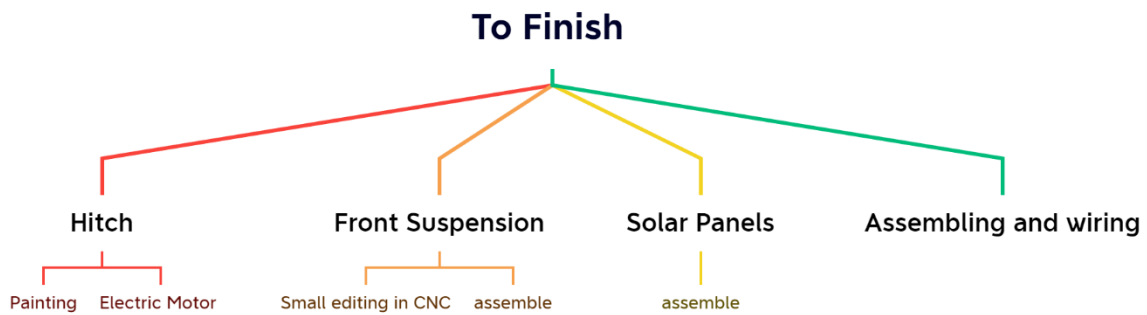 To Finish
Hitch
Front Suspension
Solar Panels
Assembling and wiring
Painting
Electric Motor
Small editing in CNC
assemble
assemble